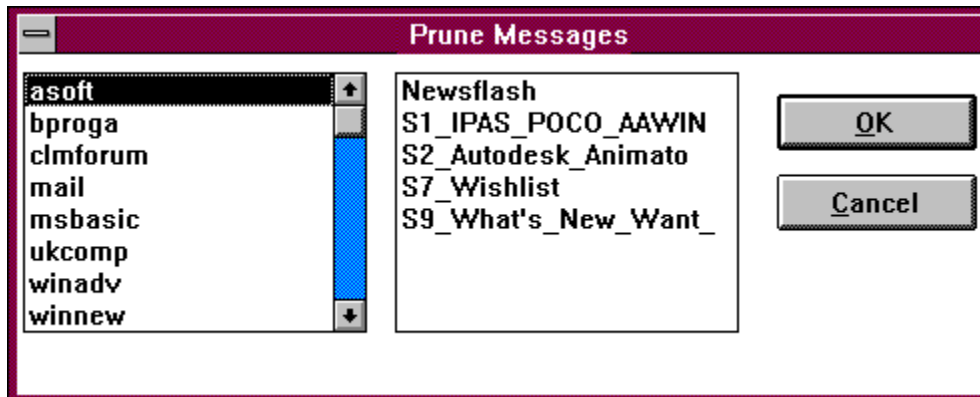 Prune Messages
asoft
bproga
clmforum
mail
msbasic
ukcomp
winadv
winnew
Newsflash
S1_IPAS_POCO_AAWIN
S2_Autodesk_Animato
S7_Wishlist
S9_What's_New_Want_
OK
Cancel